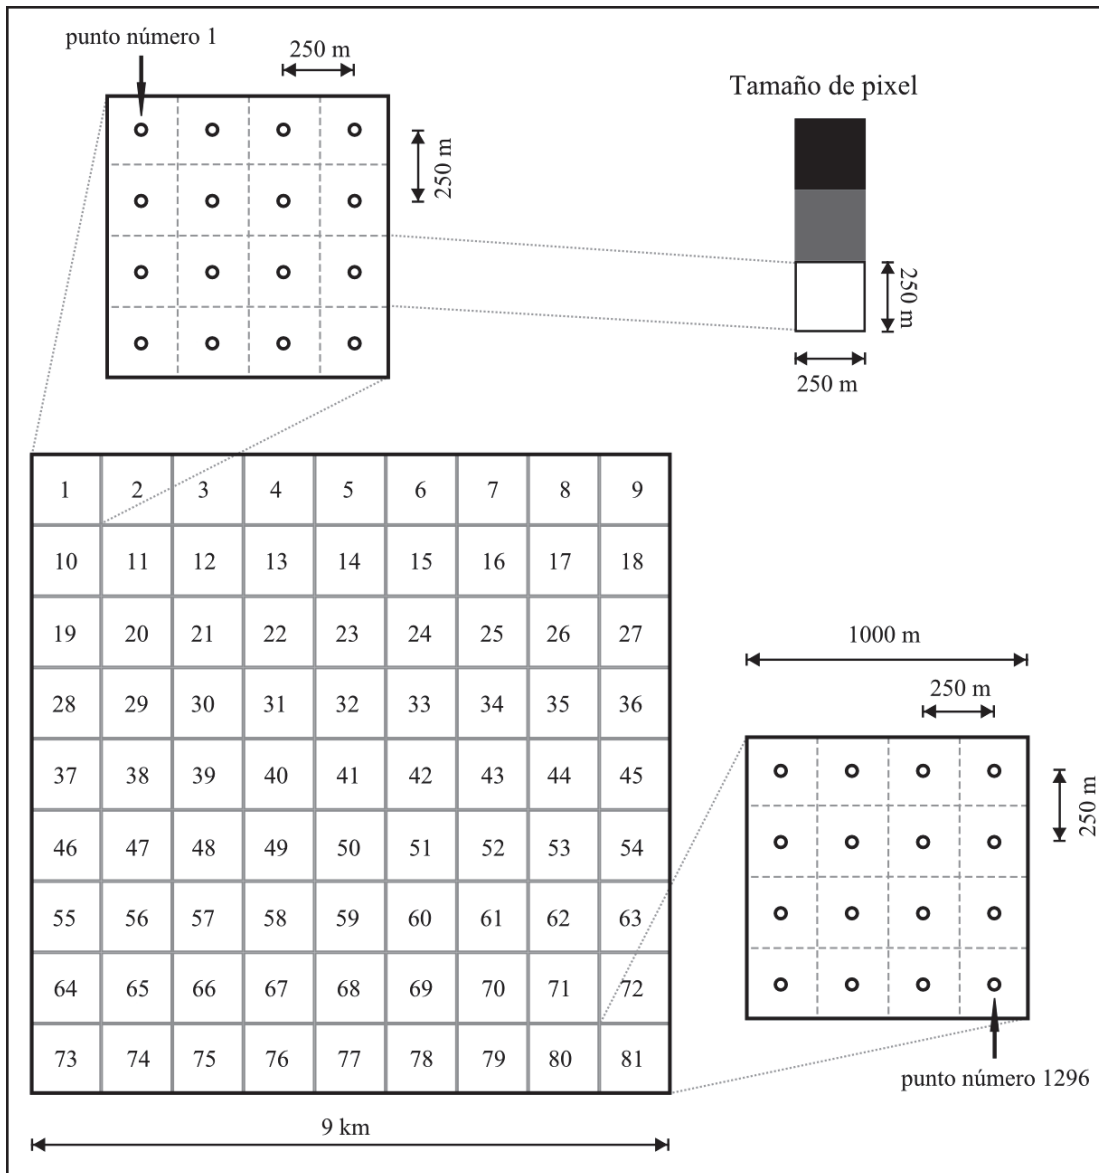 punto número 1
250 m
250 m
Tamaño de pixel
250 m
250 m
1 2 3 4 5 6 7 8 9
10 11 12 13 14 15 16 17 18
19 20 21 22 23 24 25 26 27
28 29 30 31 32 33 34 35 36
37 38 39 40 41 42 43 44 45
46 47 48 49 50 51 52 53 54
55 56 57 58 59 60 61 62 63
64 65 66 67 68 69 70 71 72
73 74 75 76 77 78 79 80 81
9 km
1000 m
250 m
250 m
punto número 1296